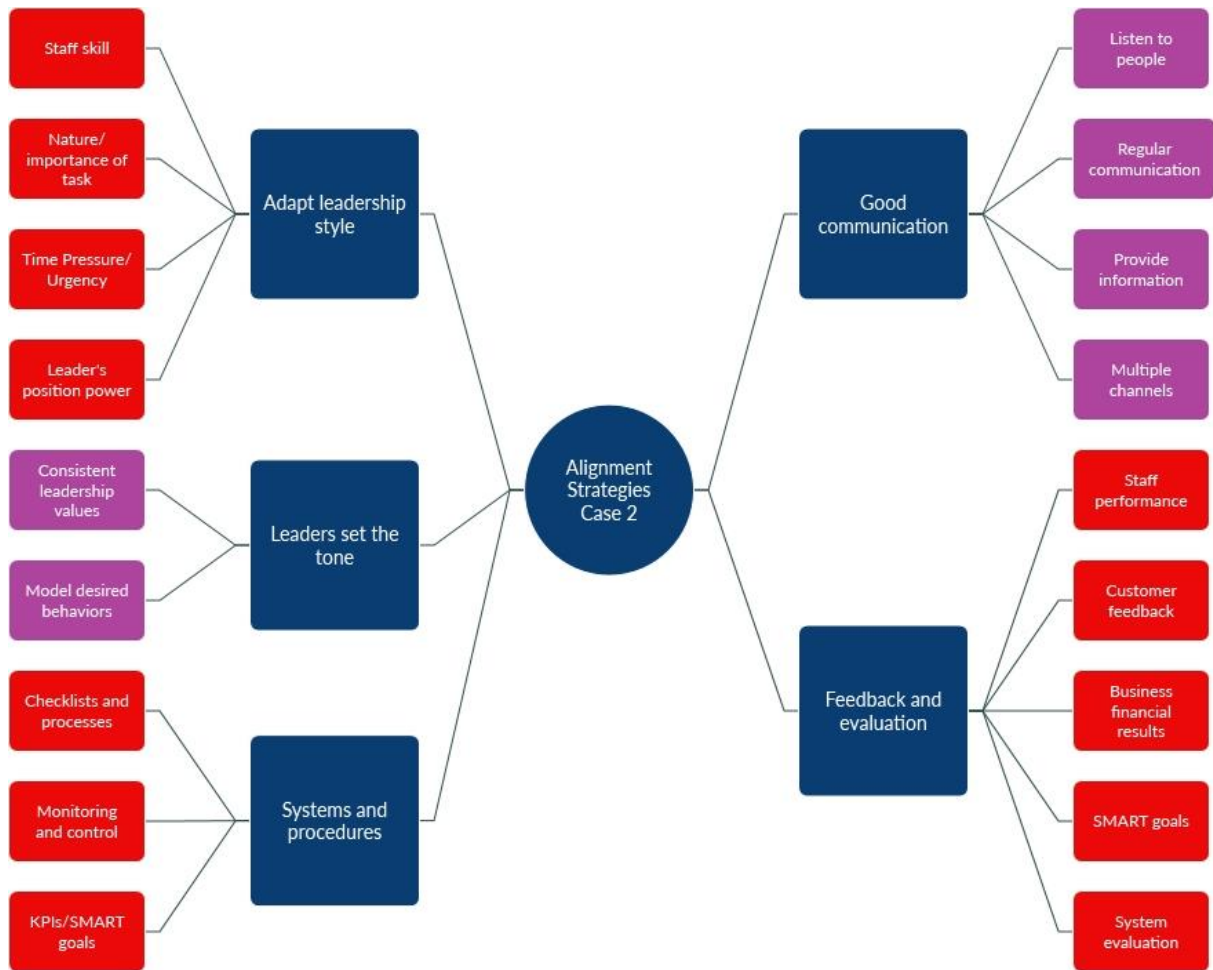 Staff skill
Nature/
importance of
task
Time Pressure/
Urgency
Leader's
position power
Adapt leadership
style
Consistent
leadership
values
Model desired
behaviors
Leaders set the
tone
Checklists and
processes
Monitoring
and control
KPIs/SMART
goals
Systems and
procedures
Alignment
Strategies
Case 2
Good
communication
Listen to
people
Regular
communication
Provide
information
Multiple
channels
Feedback and
evaluation
Staff
performance
Customer
feedback
Business
financial
results
SMART goals
System
evaluation